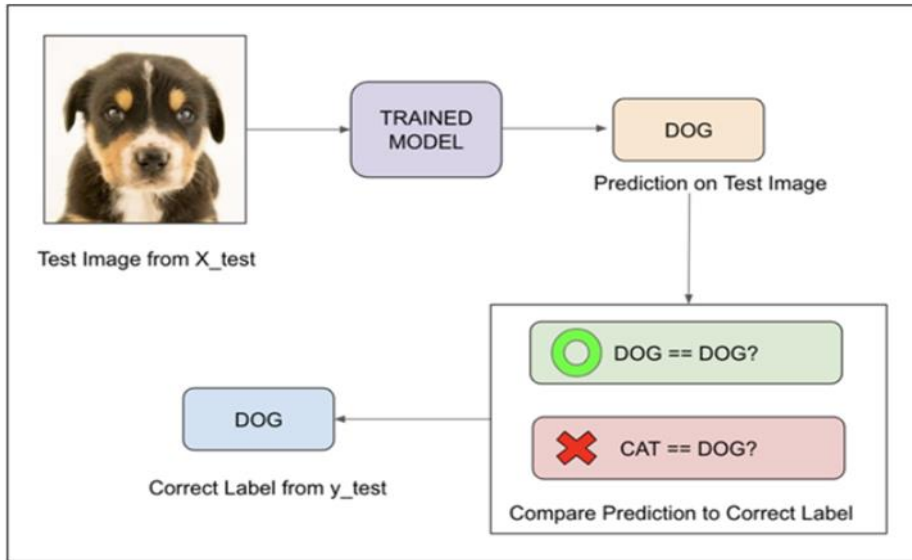 TRAINED
MODEL
DOG
Prediction on Test Image
Test Image from X_test
DOG == DOG?
CAT == DOG?
Compare Prediction to Correct Label
DOG
Correct Label from y_test